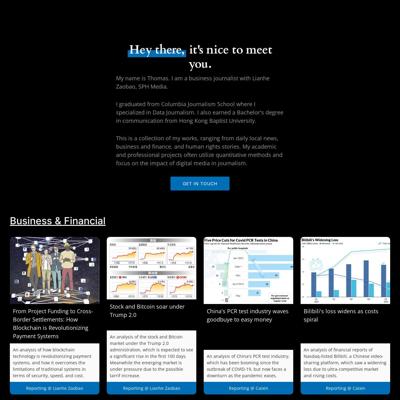 Hey there, it's nice to meet
you.
My name is Thomas. I am a business journalist with Lianhe
Zaobao, SPH Media.
I graduated from Columbia Journalism School where I
specialized in Data Journalism. I also earned a Bachelor's degree
in communication from Hong Kong Baptist University.
This is a collection of my works, ranging from daily local news,
business and finance, and human rights stories. My academic
and professional projects often utilize quantitative methods and
focus on the impact of digital media in journalism.
GET IN TOUCH
Business & Financial
Five Price Cuts for Covid PCR Tests in China
Bilibili's Widening Loss
From Project Funding to Cross-
Border Settlements: How
Blockchain is Revolutionizing
Payment Systems
An analysis of how blockchain
technology is revolutionizing payment
systems, and how it overcomes the
limitations of traditional systems in
terms of security, speed, and cost.
Reporting @ Lianhe Zaobao
Stock and Bitcoin soar under
Trump 2.0
An analysis of the stock and Bitcoin
market under the Trump 2.0
administration, which is expected to see
a significant rise in the first 100 days.
Meanwhile the emerging market is
under pressure due to the possible
tarrif increase.
Reporting @ Lianhe Zaobao
China's PCR test industry waves
goodbuye to easy money
An analysis of China's PCR test industry,
which has been booming since the
outbreak of COVID-19, but now faces a
downturn as the pandemic eases.
Reporting @ Caixin
Bilibili's loss widens as costs
spiral
An analysis of financial reports of
Nasdaq-listed Bilibili, a Chinese video-
sharing platform, which saw a widening
loss due to ultra-competitive market
and rising costs.
Reporting @ Caixin